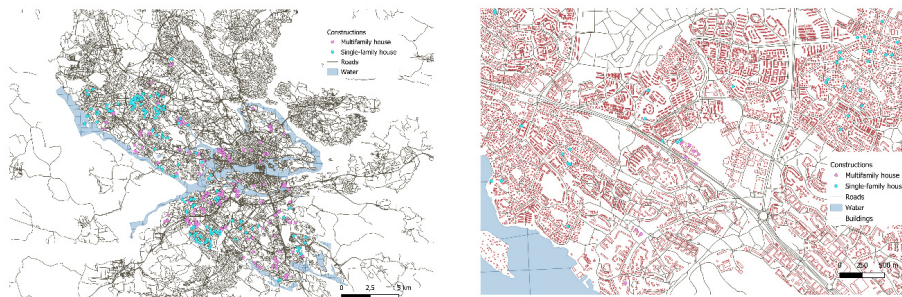 Constructions
Multifamily house
Single-family house
Roads
Water
0 2,5 5 km
Constructions
Multifamily house
Single-family house
Roads
Water
Buildings
0 250 500 m